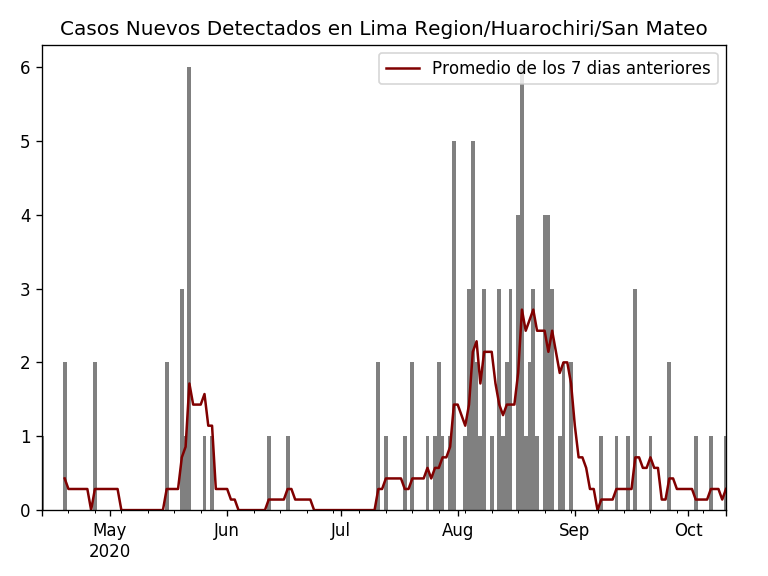 Casos Nuevos Detectados en Lima Region/Huarochiri/San Mateo
Promedio de los 7 dias anteriores
6
5
4
3
2
1
0
May Jun Jul Aug Sep Oct
2020